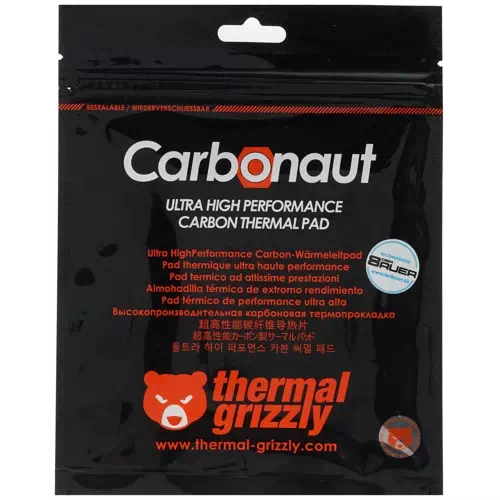 RESEALABLE / WIEDERVERSCHLIESSBAR
Carbonaut
ULTRA HIGH PERFORMANCE
CARBON THERMAL PAD
Ultra HighPerformance Carbon-Wärmeleitpad
Pad thermique ultra haute performance
Pad termico ad altissime prestazioni
Almohadilla térmica de extremo rendimiento
Pad térmico de performance ultra alta
Высокопроизводительная карбоновая термопрокладка
超高性能碳纤维导热片
超高性能カーボン製サーマルパッド
울트라 하이 퍼포먼스 카본 써멀 패드
BAUER
thermal
grizzly
www.thermal-grizzly.com